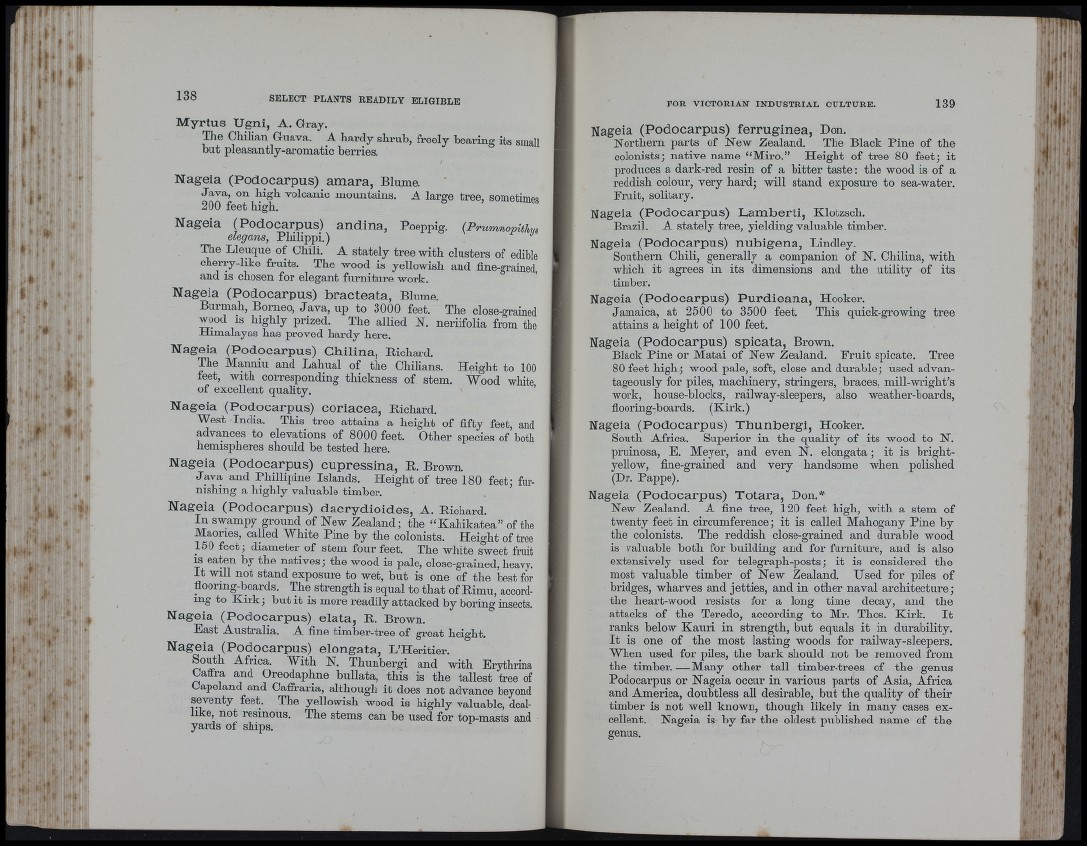 138 SELECT PLANTS READILY ELIGIBLE
Myrtus Ugni, A. Gray.
The Chilian Guava. A hardy shrub, freely bearing its small
but pleasantly-aromatic berries.
Nageia (Podocarpus) amara, Blume.
Java, on high volcanic mountains. A large tree, sometimes
200 feet high.
Nageia (Podocarpus) andina, Poeppig. (Prumnopithys
elegans, Philippi.)
The Lleuque of Chili. A stately tree with clusters of edible
cherry-like fruits. The wood is yellowish and fine-grained,
and is chosen for elegant furniture work.
Nageia (Podocarpus) bracteata, Blume.
Burmah, Borneo, Java, up to 3000 feet. The close-grained
wood is highly prized. The allied N. neriifolia from the
Himalayas has proved hardy here.
Nageia (Podocarpus) Chilina, Richard.
The Manniu and Lahual of the Chilians. Height to 100
feet, with corresponding thickness of stem. Wood white,
of excellent quality.
Nageia (Podocarpus) coriacea, Richard.
West India. This tree attains a height of fifty feet, and
advances to elevations of 8000 feet. Other species of both
hemispheres should be tested here.
Nageia (Podocarpus) cupressina, R. Brown.
Java and Phillipine Islands. Height of tree 180 feet; fur-
nishing a highly valuable timber.
Nageia (Podocarpus) dacrydioides, A. Richard.
In swampy ground of New Zealand; the "Kahikatea" of the
Maories, called White Pine by the colonists. Height of tree
150 feet; diameter of stem four feet. The white sweet fruit
is eaten by the natives; the wood is pale, close-grained, heavy.
It will not stand exposure to wet, but is one of the best for
flooring-boards. The strength is equal to that of Rimu, accord-
ing to Kirk; but it is more readily attacked by boring insects.
Nageia (Podocarpus) elata, R. Brown.
East Australia. A fine timber-tree of great height.
Nageia (Podocarpus) elongata, L'Heritier.
South Africa. With N. Thunbergi and with Erythrina
Caffra and Oreodaphne bullata, this is the tallest tree of
Capeland and Caffraria, although it does not advance beyond
seventy feet. The yellowish wood is highly valuable, deal-
like, not resinous. The stems can be used for top-masts and
yards of ships.
FOR VICTORIAN INDUSTRIAL CULTURE. 139
Nageia (Podocarpus) ferruginea, Don.
Northern parts of New Zealand. The Black Pine of the
colonists; native name "Miro." Height of tree 80 feet; it
produces a dark-red resin of a bitter taste: the wood is of a
reddish colour, very hard; will stand exposure to sea-water.
Fruit, solitary.
Nageia (Podocarpus) Lamberti, Klotzsch.
Brazil. A stately tree, yielding valuable timber.
Nageia (Podocarpus) nubigena, Lindley.
Southern Chili, generally a companion of N. Chilina, with
which it agrees in its dimensions and the utility of its
timber.
Nageia (Podocarpus) Purdieana, Hooker.
Jamaica, at 2500 to 3500 feet. This quick-growing tree
attains a height of 100 feet.
Nageia (Podocarpus) spicata, Brown.
Black Pine or Matai of New Zealand. Fruit spicate. Tree
80 feet high; wood pale, soft, close and durable; used advan-
tageously for piles, machinery, stringers, braces, mill-wright's
work, house-blocks, railway-sleepers, also weather-boards,
flooring-boards. (Kirk.)
Nageia (Podocarpus) Thunbergi, Hooker.
South Africa. Superior in the quality of its wood to N.
pruinosa, E. Meyer, and even N. elongata; it is bright-
yellow, fine-grained and very handsome when polished
(Dr. Pappe).
Nageia (Podocarpus) Totara, Don.*
New Zealand. A fine tree, 120 feet high, with a stem of
twenty feet in circumference; it is called Mahogany Pine by
the colonists. The reddish close-grained and durable wood
is valuable both for building and for furniture, and is also
extensively used for telegraph-posts; it is considered the
most valuable timber of New Zealand. Used for piles of
bridges, wharves and jetties, and in other naval architecture;
the heart-wood resists for a long time decay, and the
attacks of the Teredo, according to Mr. Thos. Kirk. It
ranks below Kauri in strength, but equals it in durability.
It is one of the most lasting woods for railway-sleepers.
When used for piles, the bark should not be removed from
the timber.—Many other tall timber-trees of the genus
Podocarpus or Nageia occur in various parts of Asia, Africa
and America, doubtless all desirable, but the quality of their
timber is not well known, though likely in many cases ex-
cellent. Nageia is by far the oldest published name of the
genus.